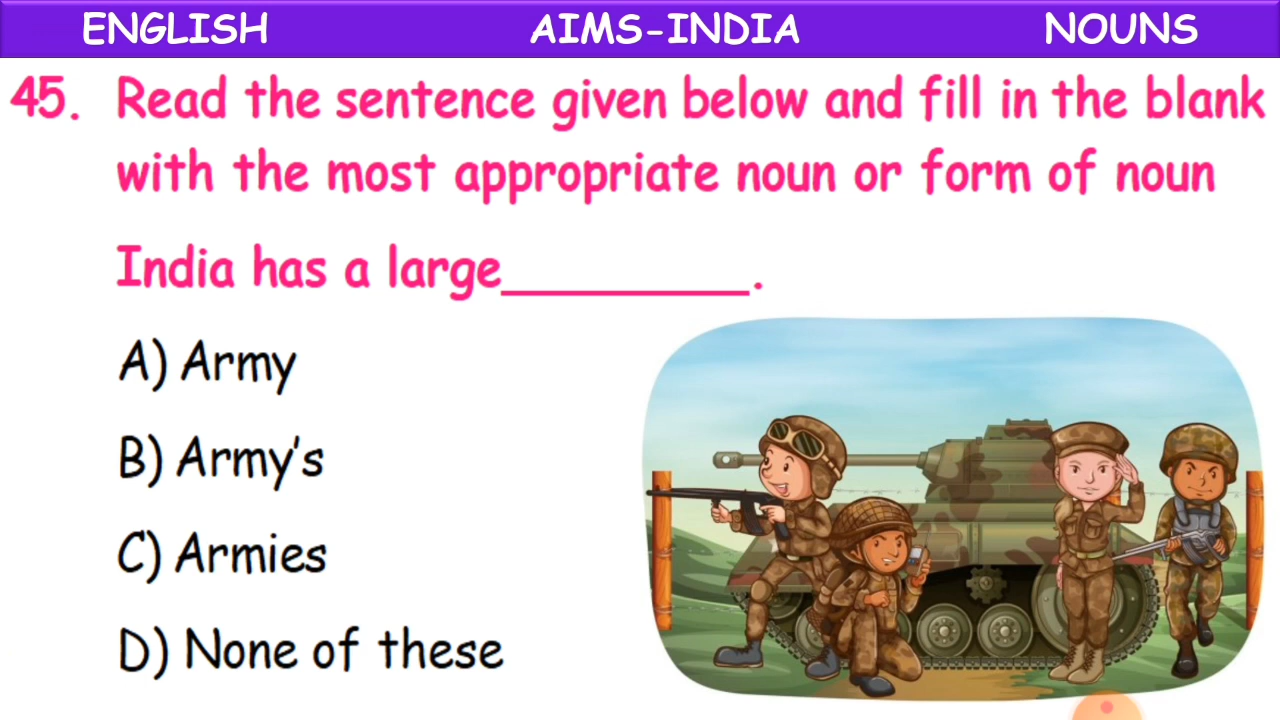 ENGLISH AIMS-INDIA NOUNS
45. Read the sentence given below and fill in the blank
with the most appropriate noun or form of noun
India has a large_________.
A) Army
B) Army's
C) Armies
D) None of these